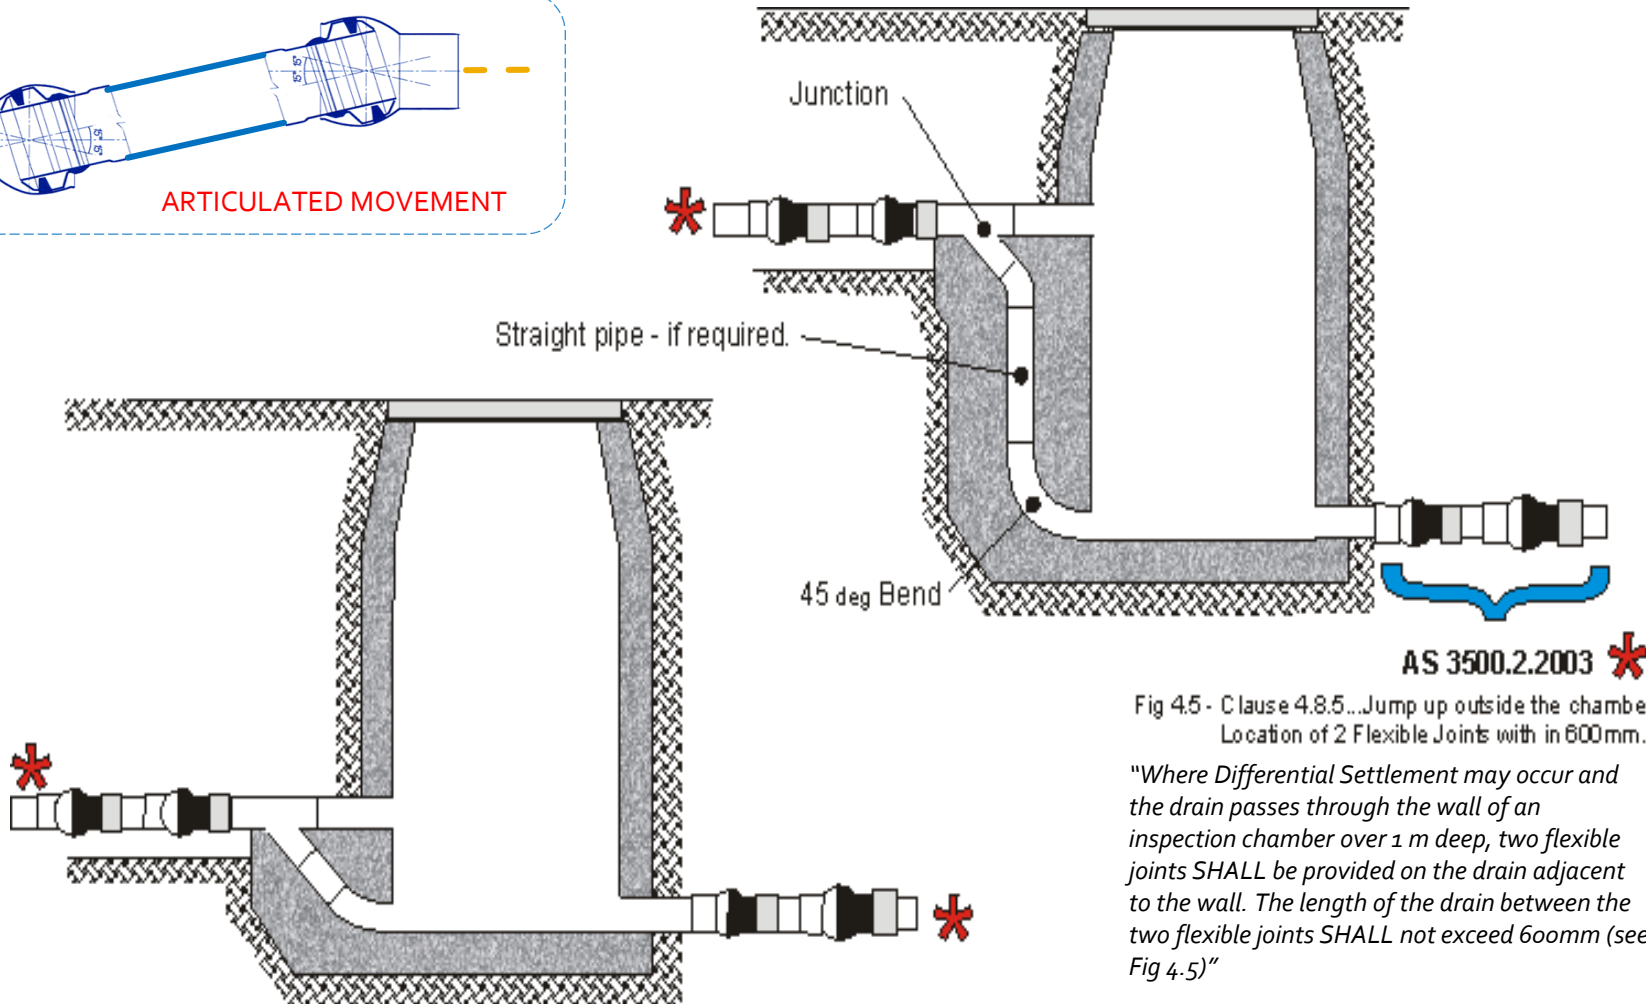 15° 15°
15° 15°
ARTICULATED MOVEMENT
Junction
Straight pipe - if required.
45 deg Bend
AS 3500.2.2003
Fig 4.5 - Clause 4.8.5...Jump up outside the chambe
Location of 2 Flexible Joints with in 600mm.
"Where Differential Settlement may occur and
the drain passes through the wall of an
inspection chamber over 1 m deep, two flexible
joints SHALL be provided on the drain adjacent
to the wall. The length of the drain between the
two flexible joints SHALL not exceed 600mm (see
Fig 4.5)"